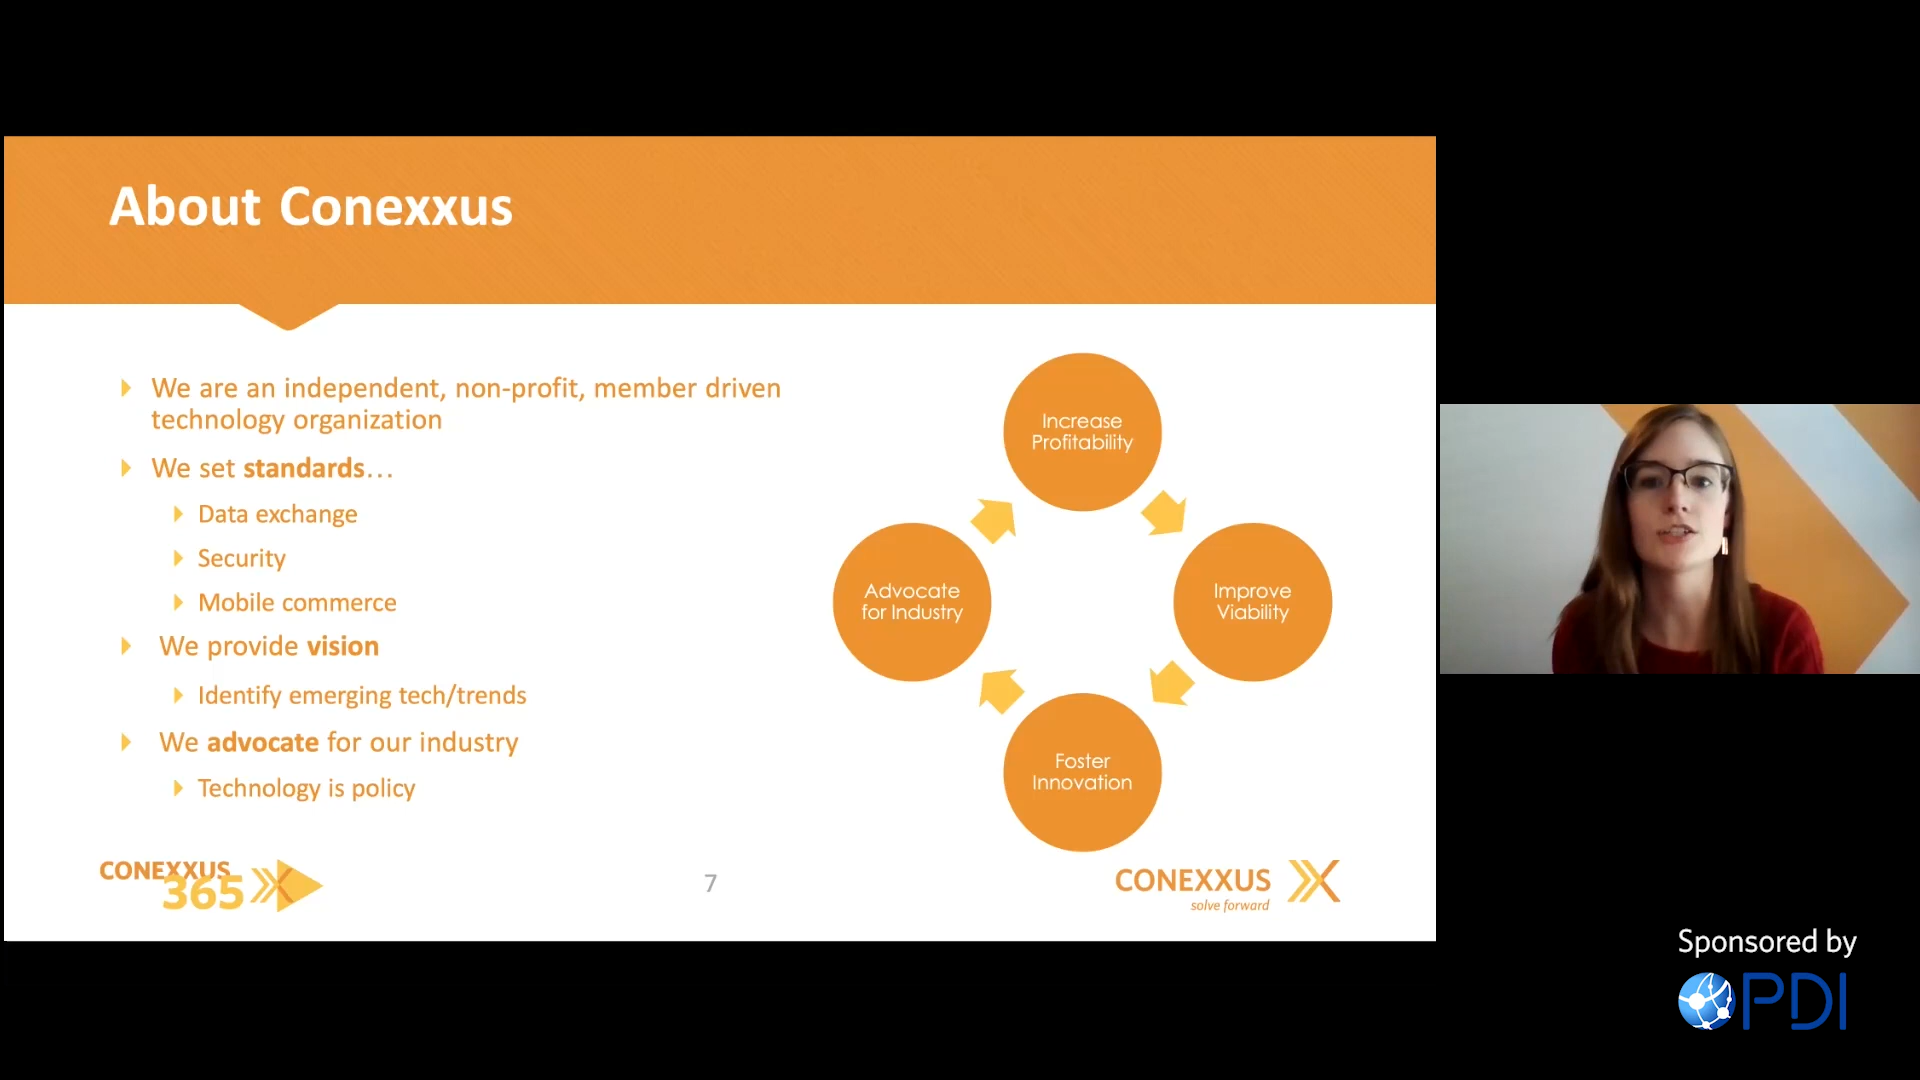 About Conexxus
We are an independent, non-profit, member driven
technology organization
We set standards...
Data exchange
Security
Mobile commerce
We provide vision
Identify emerging tech/trends
We advocate for our industry
Technology is policy
Increase
Profitability
Improve
Viability
Foster
Innovation
Advocate
for Industry
CONEXXUS
365
7
CONEXXUS
solve forward
Sponsored by
PDI